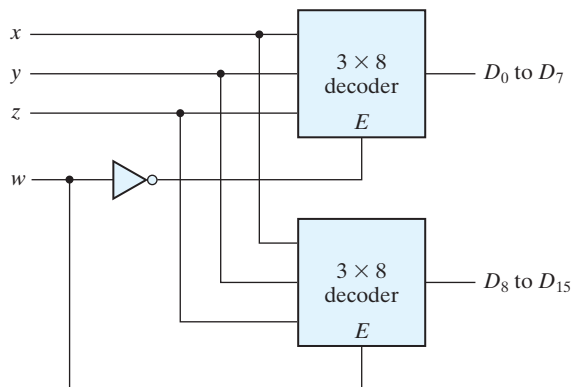 x
y
z
w
3 × 8
decoder
E
D₀ to D₇
3 × 8
decoder
E
D₈ to D₁₅